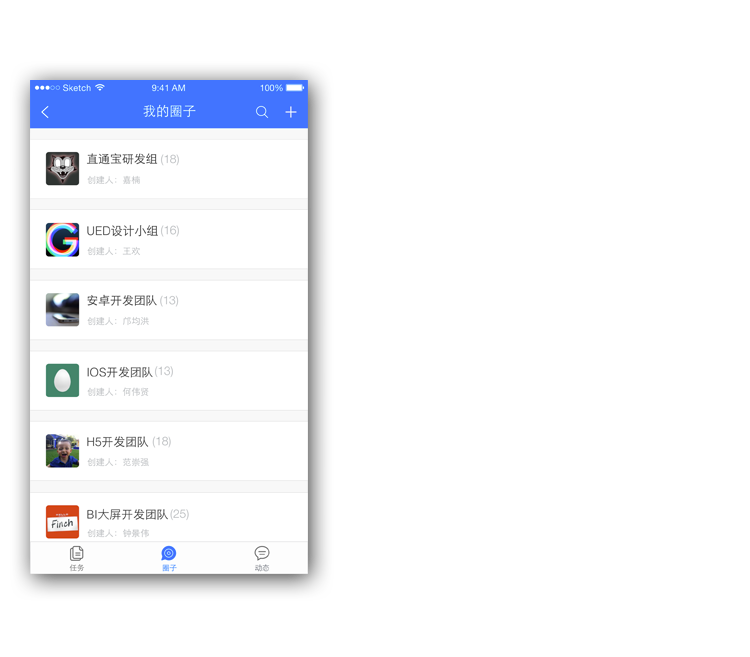 Sketch 9:41 AM 100%
我的圈子
直通宝研发组 (18)
创建人：嘉楠
UED设计小组 (16)
创建人：王欢
安卓开发团队 (13)
创建人：邝均洪
IOS开发团队 (13)
创建人：何伟贤
H5开发团队 (18)
创建人：范崇强
BI大屏开发团队 (25)
Finch
创建人：钟景伟
任务 圈子 动态